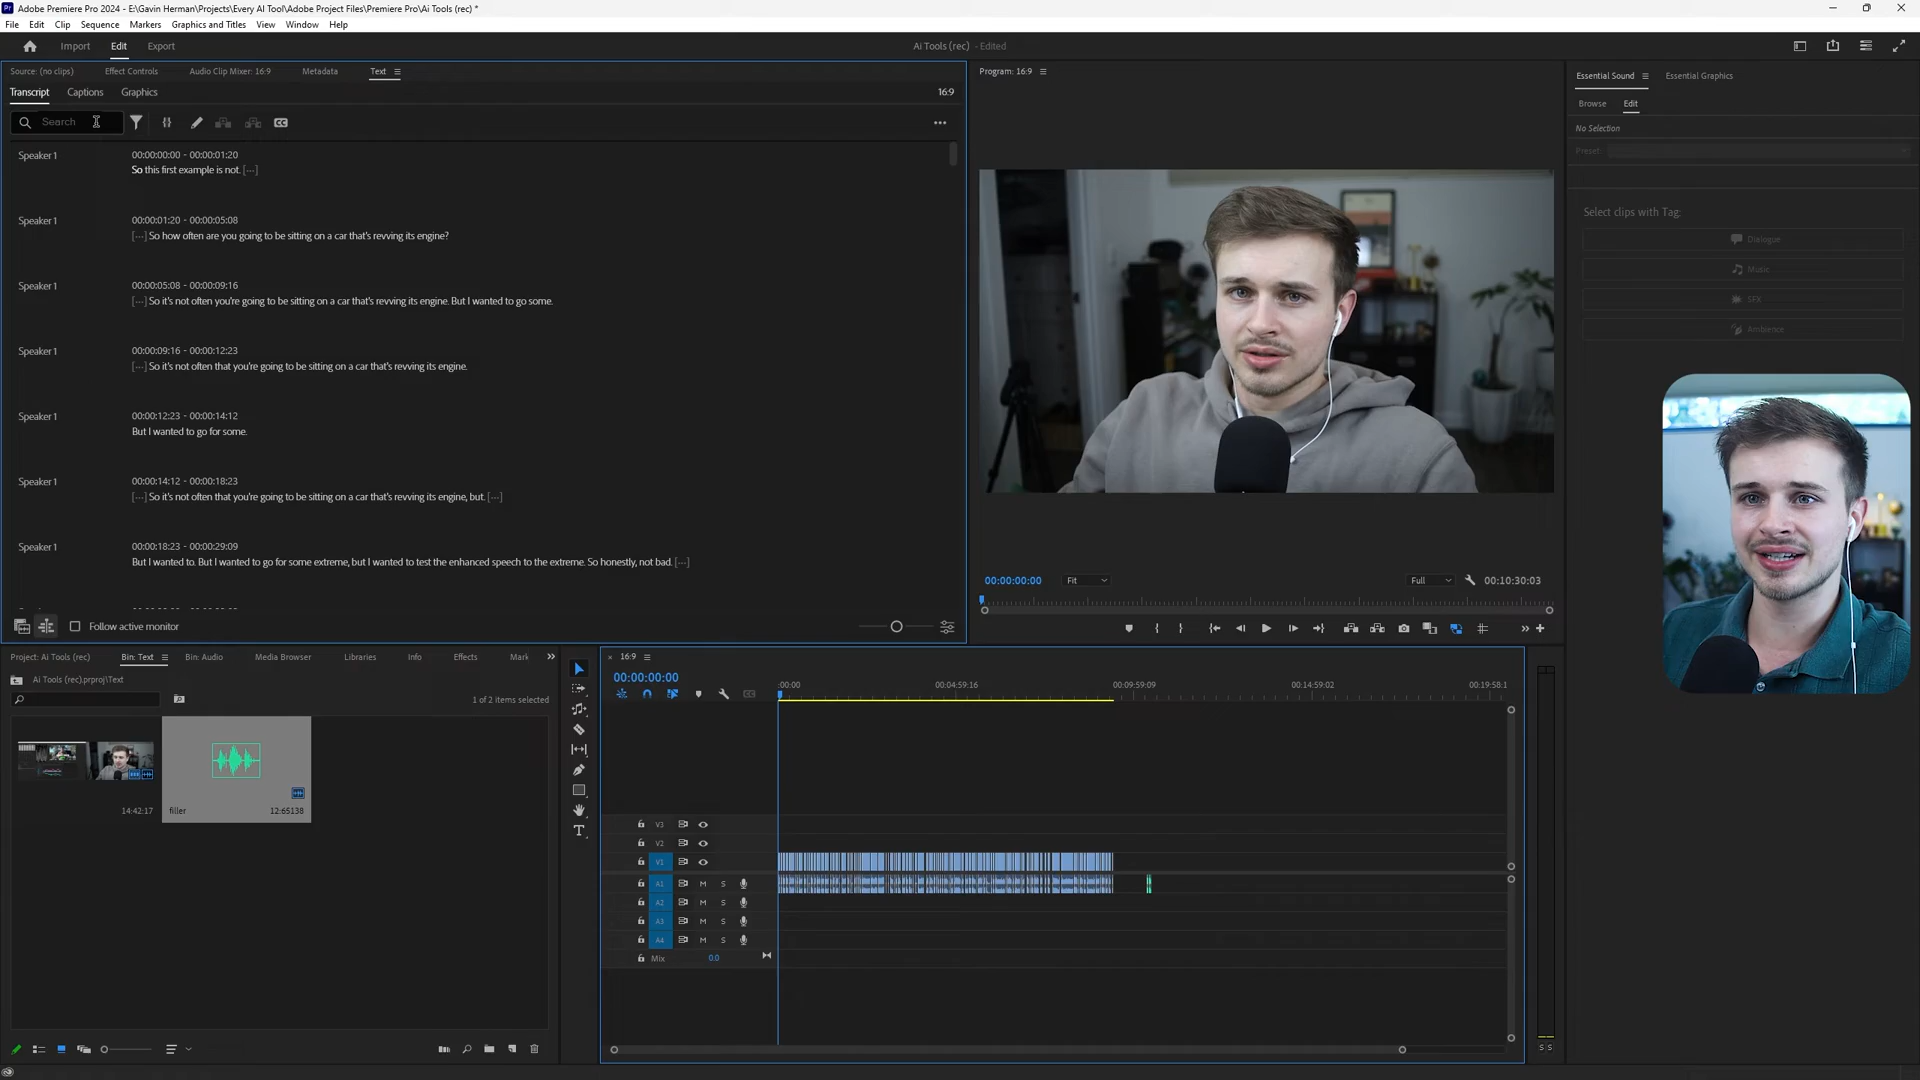 Adobe Premiere Pro 2024 - E:\Gavin Herman\Projects\Every AI Tool\Adobe Project Files\Premiere Pro\Ai Tools (rec) *
File Edit Clip Sequence Markers Graphics and Titles View Window Help
Import Edit Export
Ai Tools (rec) - Edited
Source: (no clips) Effect Controls Audio Clip Mixer: 16:9 Metadata Text
Transcript Captions Graphics
16:9
Search
Speaker 1
00:00:00:00 - 00:00:01:20
So this first example is not. [...]
Speaker 1
00:00:01:20 - 00:00:05:08
[...] So how often are you going to be sitting on a car that's revving its engine?
Speaker 1
00:00:05:08 - 00:00:09:16
[...] So it's not often you're going to be sitting on a car that's revving its engine. But I wanted to go some.
Speaker 1
00:00:09:16 - 00:00:12:23
[...] So it's not often that you're going to be sitting on a car that's revving its engine.
Speaker 1
00:00:12:23 - 00:00:14:12
But I wanted to go for some.
Speaker 1
00:00:14:12 - 00:00:18:23
[...] So it's not often that you're going to be sitting on a car that's revving its engine, but. [...]
Speaker 1
00:00:18:23 - 00:00:29:09
But I wanted to. But I wanted to go for some extreme, but I wanted to test the enhanced speech to the extreme. So honestly, not bad. [...]
Follow active monitor
Program: 16:9
00:00:00:00
Fit
Full
00:10:30:03
Essential Sound Essential Graphics
Browse Edit
No Selection
Preset:
Select clips with Tag:
Dialogue
Music
SFX
Ambience
Project: Ai Tools (rec) Bin: Text Bin: Audio Media Browser Libraries Info Effects Mark
Ai Tools (rec).prproj\Text
1 of 2 items selected
14:42:17
filler 12:65138
16:9
00:00:00:00
:00:00 00:04:59:16 00:09:59:09 00:14:59:02 00:19:58:1
V3
V2
V1
A1 M S
A2 M S
A3 M S
A4 M S
Mix 0.0
S S